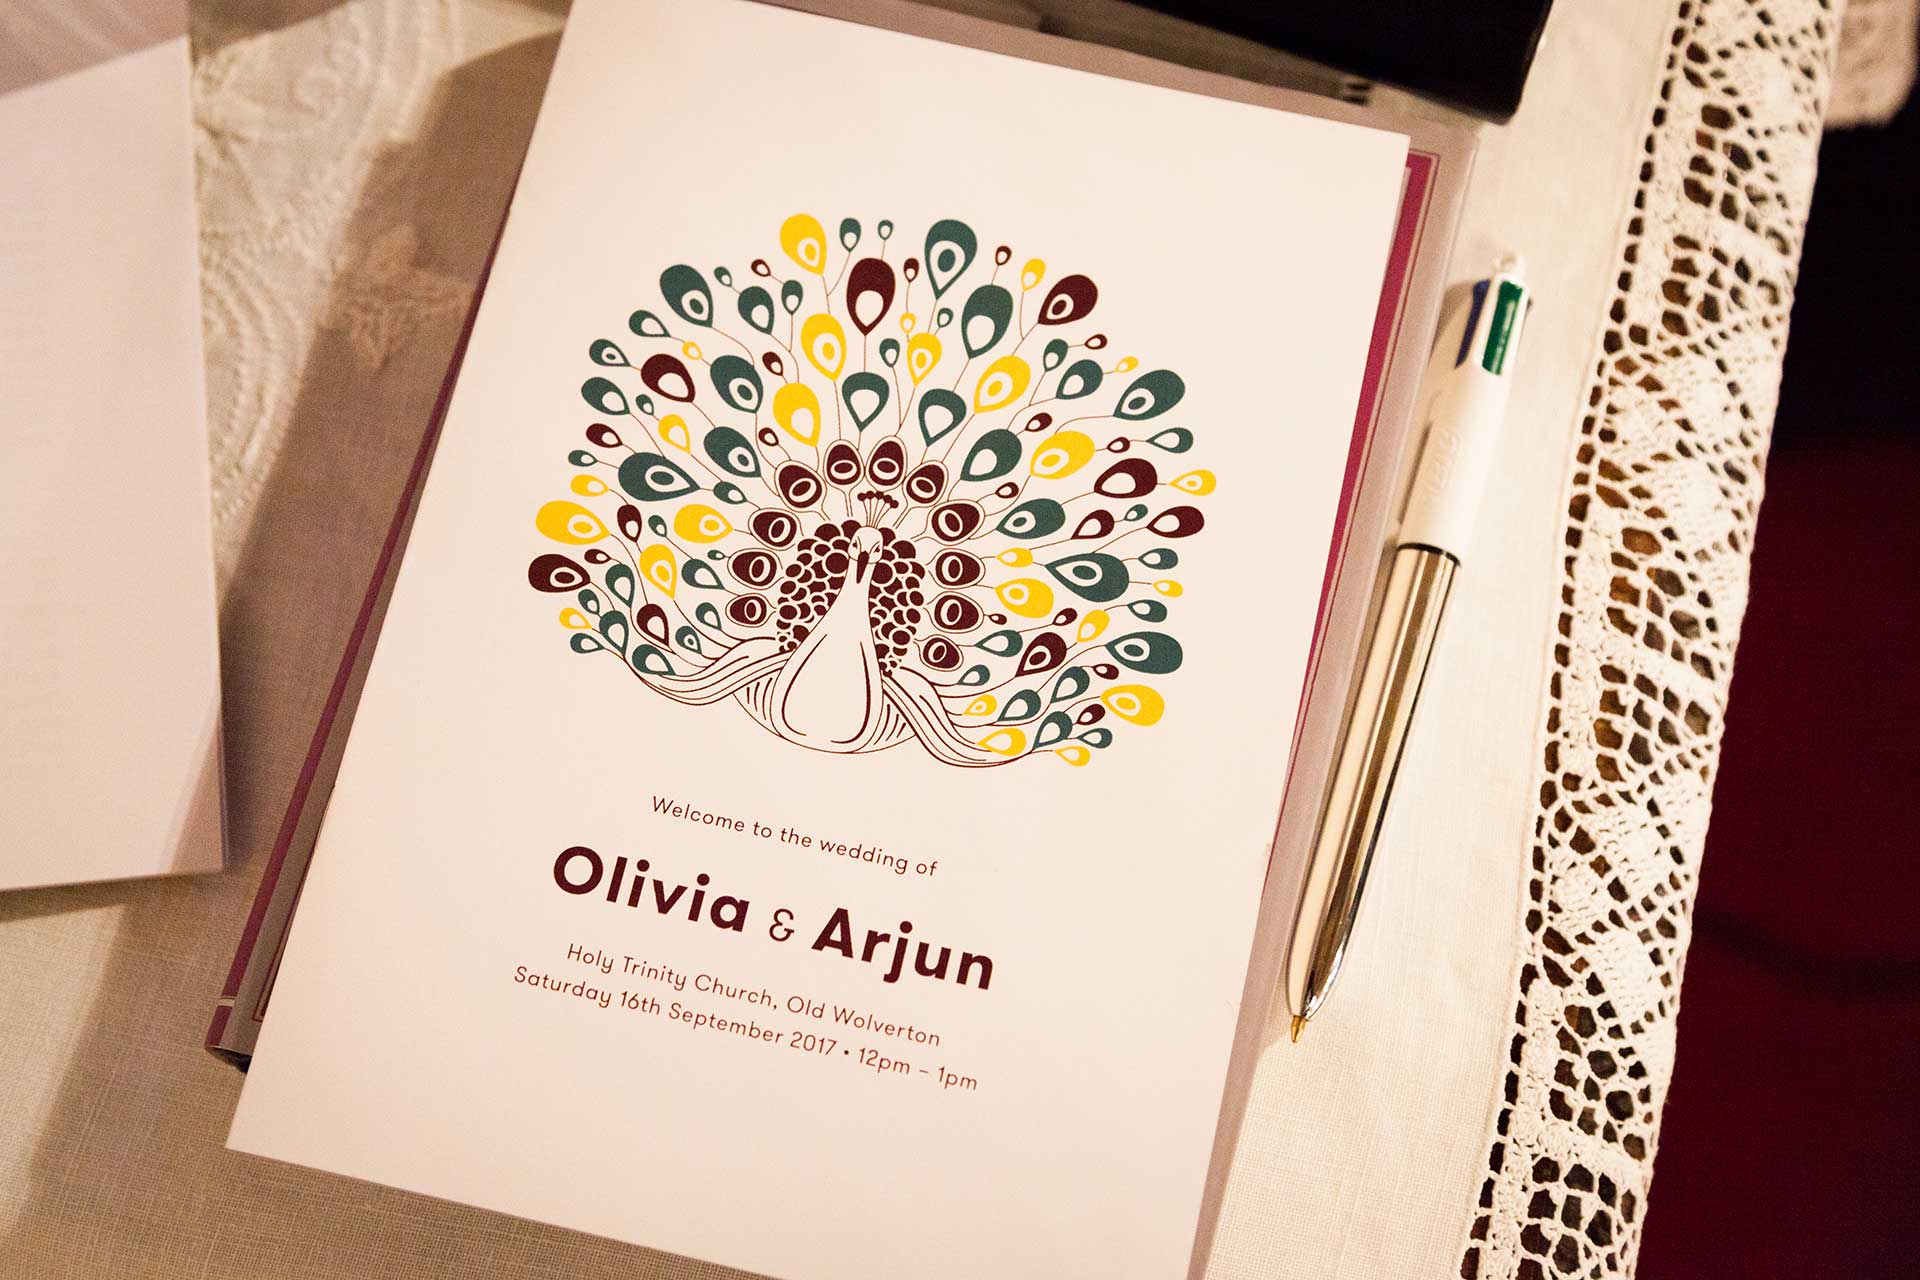 Welcome to the wedding of
Olivia & Arjun
Holy Trinity Church, Old Wolverton
Saturday 16th September 2017 • 12pm – 1pm